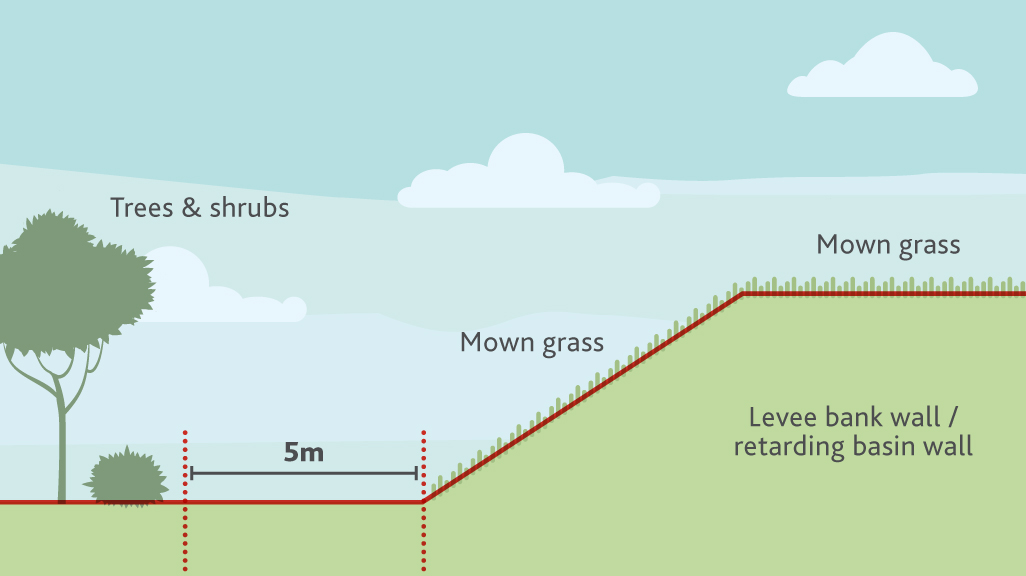 Trees & shrubs
Mown grass
Mown grass
5m
Levee bank wall /
retarding basin wall